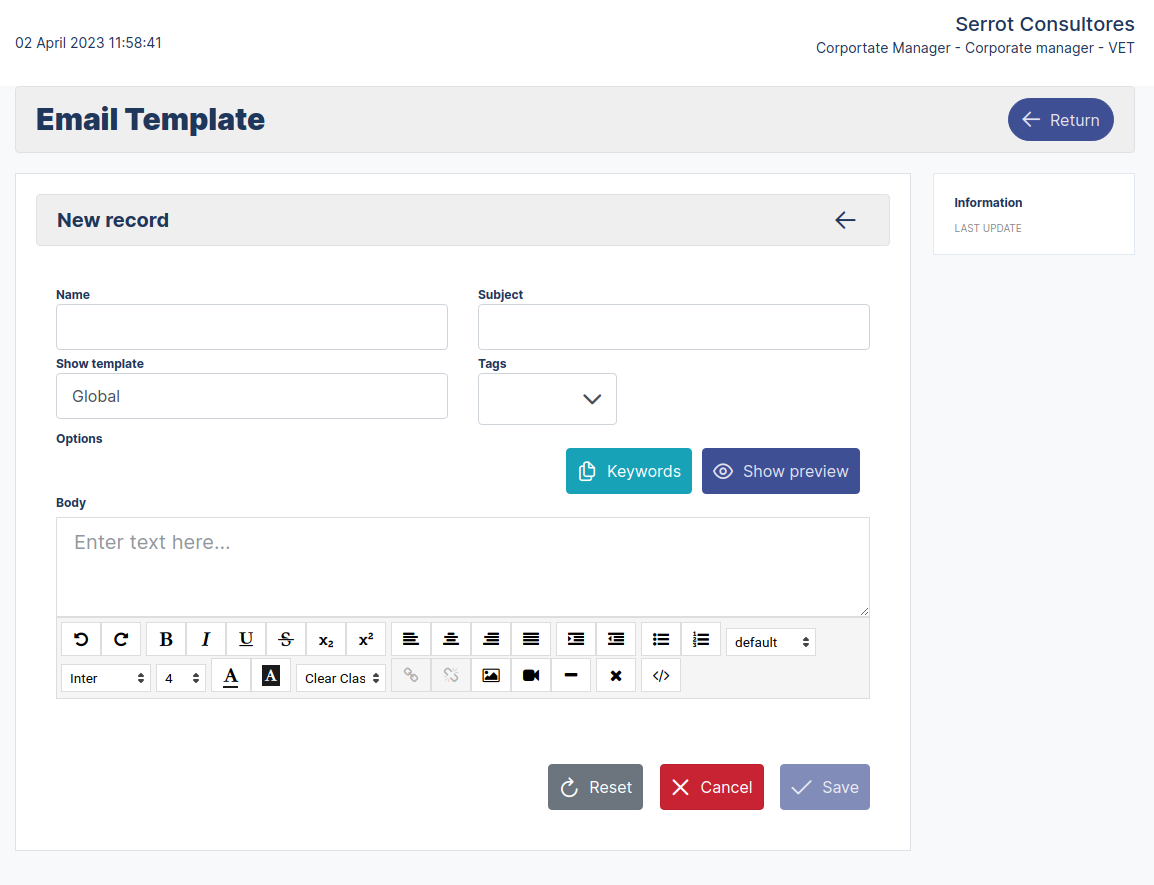 Serrot Consultores
02 April 2023 11:58:41
Corportate Manager - Corporate manager - VET
Email Template
Return
New record
Information
LAST UPDATE
Name
Subject
Show template
Tags
Global
Options
Keywords
Show preview
Body
Enter text here...
B I U S x₂ x² default
Inter 4 A A Clear Clas </>
Reset
Cancel
Save